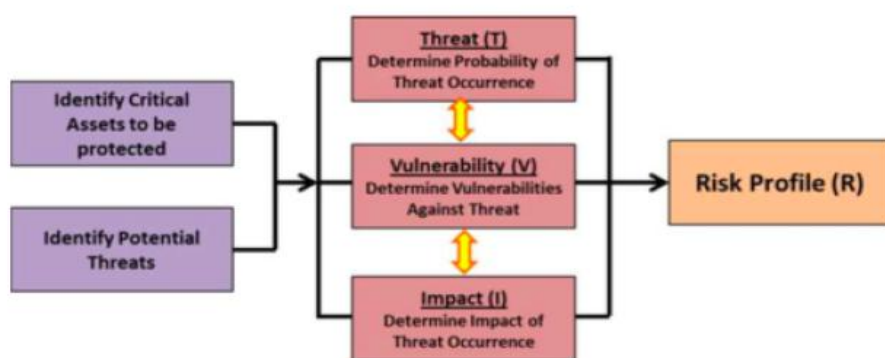 Identify Critical
Assets to be
protected
Identify Potential
Threats
Threat (T)
Determine Probability of
Threat Occurrence
Vulnerability (V)
Determine Vulnerabilities
Against Threat
Impact (I)
Determine Impact of
Threat Occurrence
Risk Profile (R)